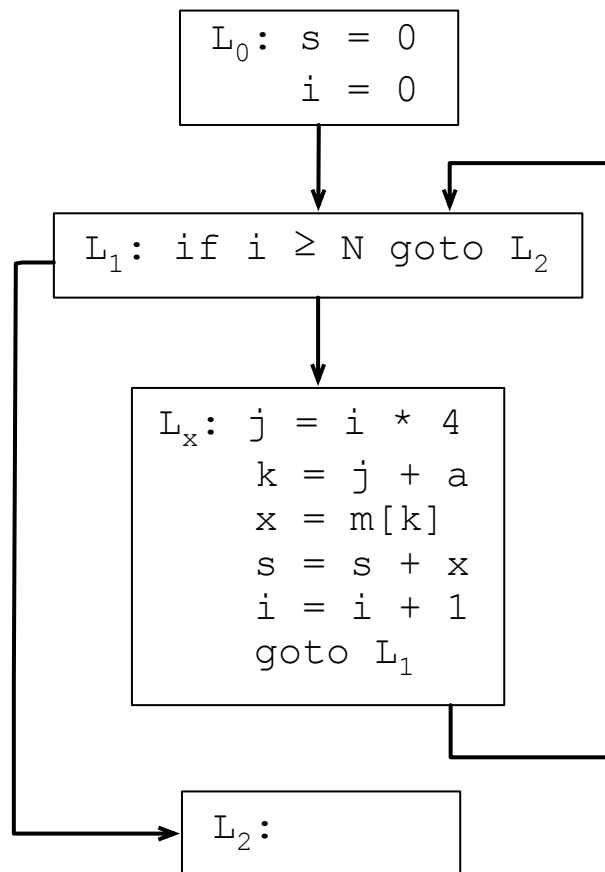 L₀: s = 0
i = 0
L₁: if i ≥ N goto L₂
Lₓ: j = i * 4
k = j + a
x = m[k]
s = s + x
i = i + 1
goto L₁
L₂: